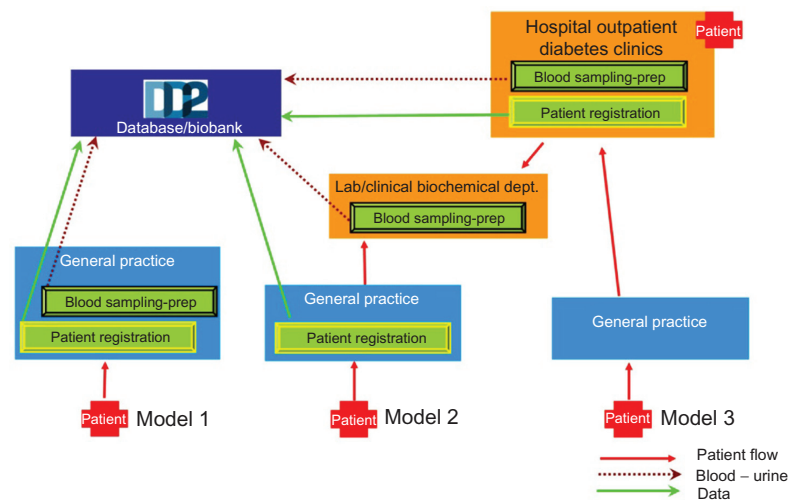 Hospital outpatient
diabetes clinics
Patient
Blood sampling-prep
Patient registration
DD2
Database/biobank
Lab/clinical biochemical dept.
Blood sampling-prep
General practice
Blood sampling-prep
Patient registration
General practice
Patient registration
General practice
Patient Model 1
Patient Model 2
Patient Model 3
Patient flow
Blood – urine
Data